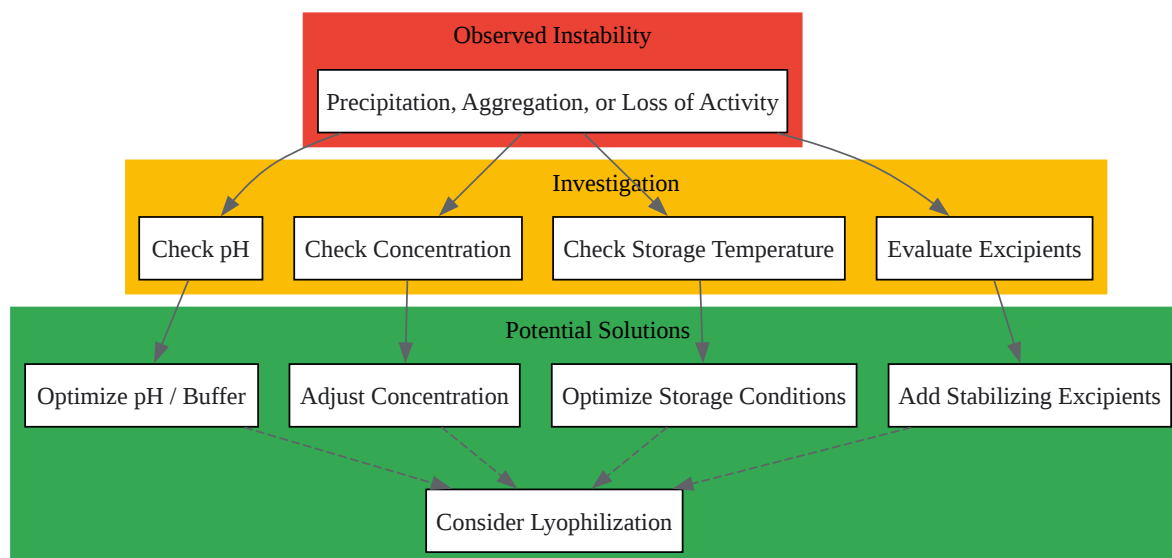 Observed Instability
Precipitation, Aggregation, or Loss of Activity
Investigation
Check pH
Check Concentration
Check Storage Temperature
Evaluate Excipients
Potential Solutions
Optimize pH / Buffer
Adjust Concentration
Optimize Storage Conditions
Add Stabilizing Excipients
Consider Lyophilization